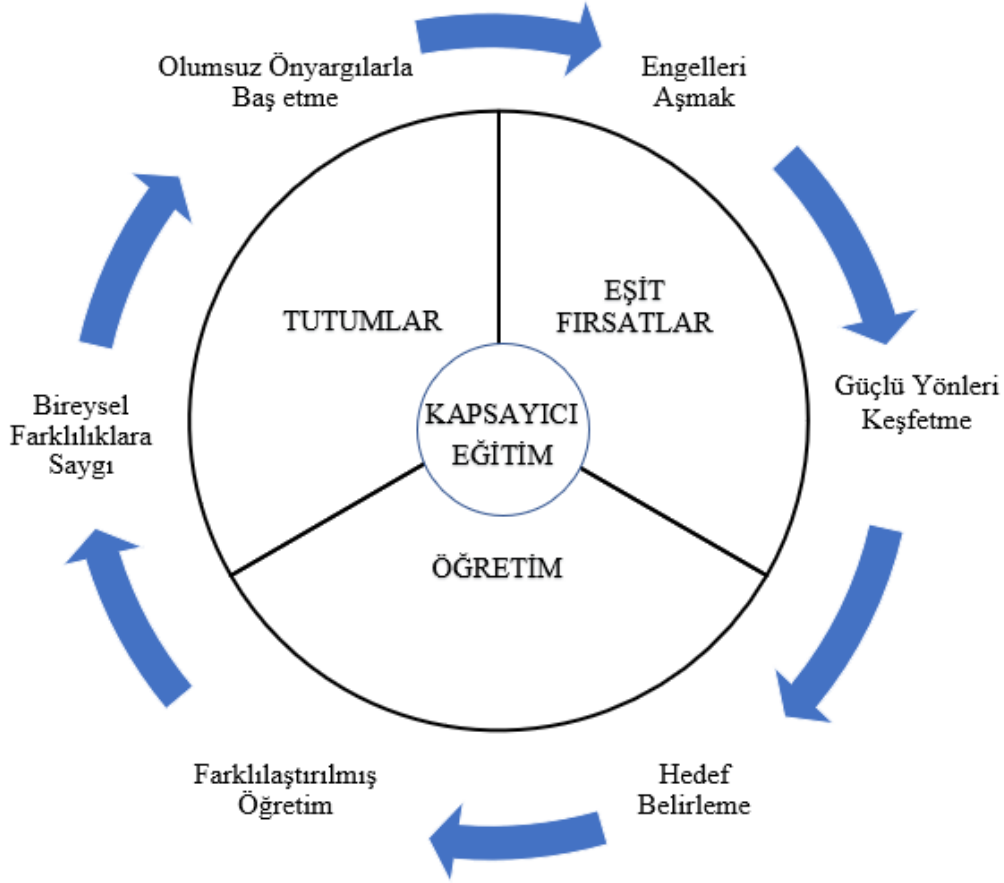 Olumsuz Önyargılarla
Baş etme
Engelleri
Aşmak
TUTUMLAR
EŞİT
FIRSATLAR
KAPSAYICI
EĞİTİM
ÖĞRETİM
Güçlü Yönleri
Keşfetme
Bireysel
Farklılıklara
Saygı
Farklılaştırılmış
Öğretim
Hedef
Belirleme